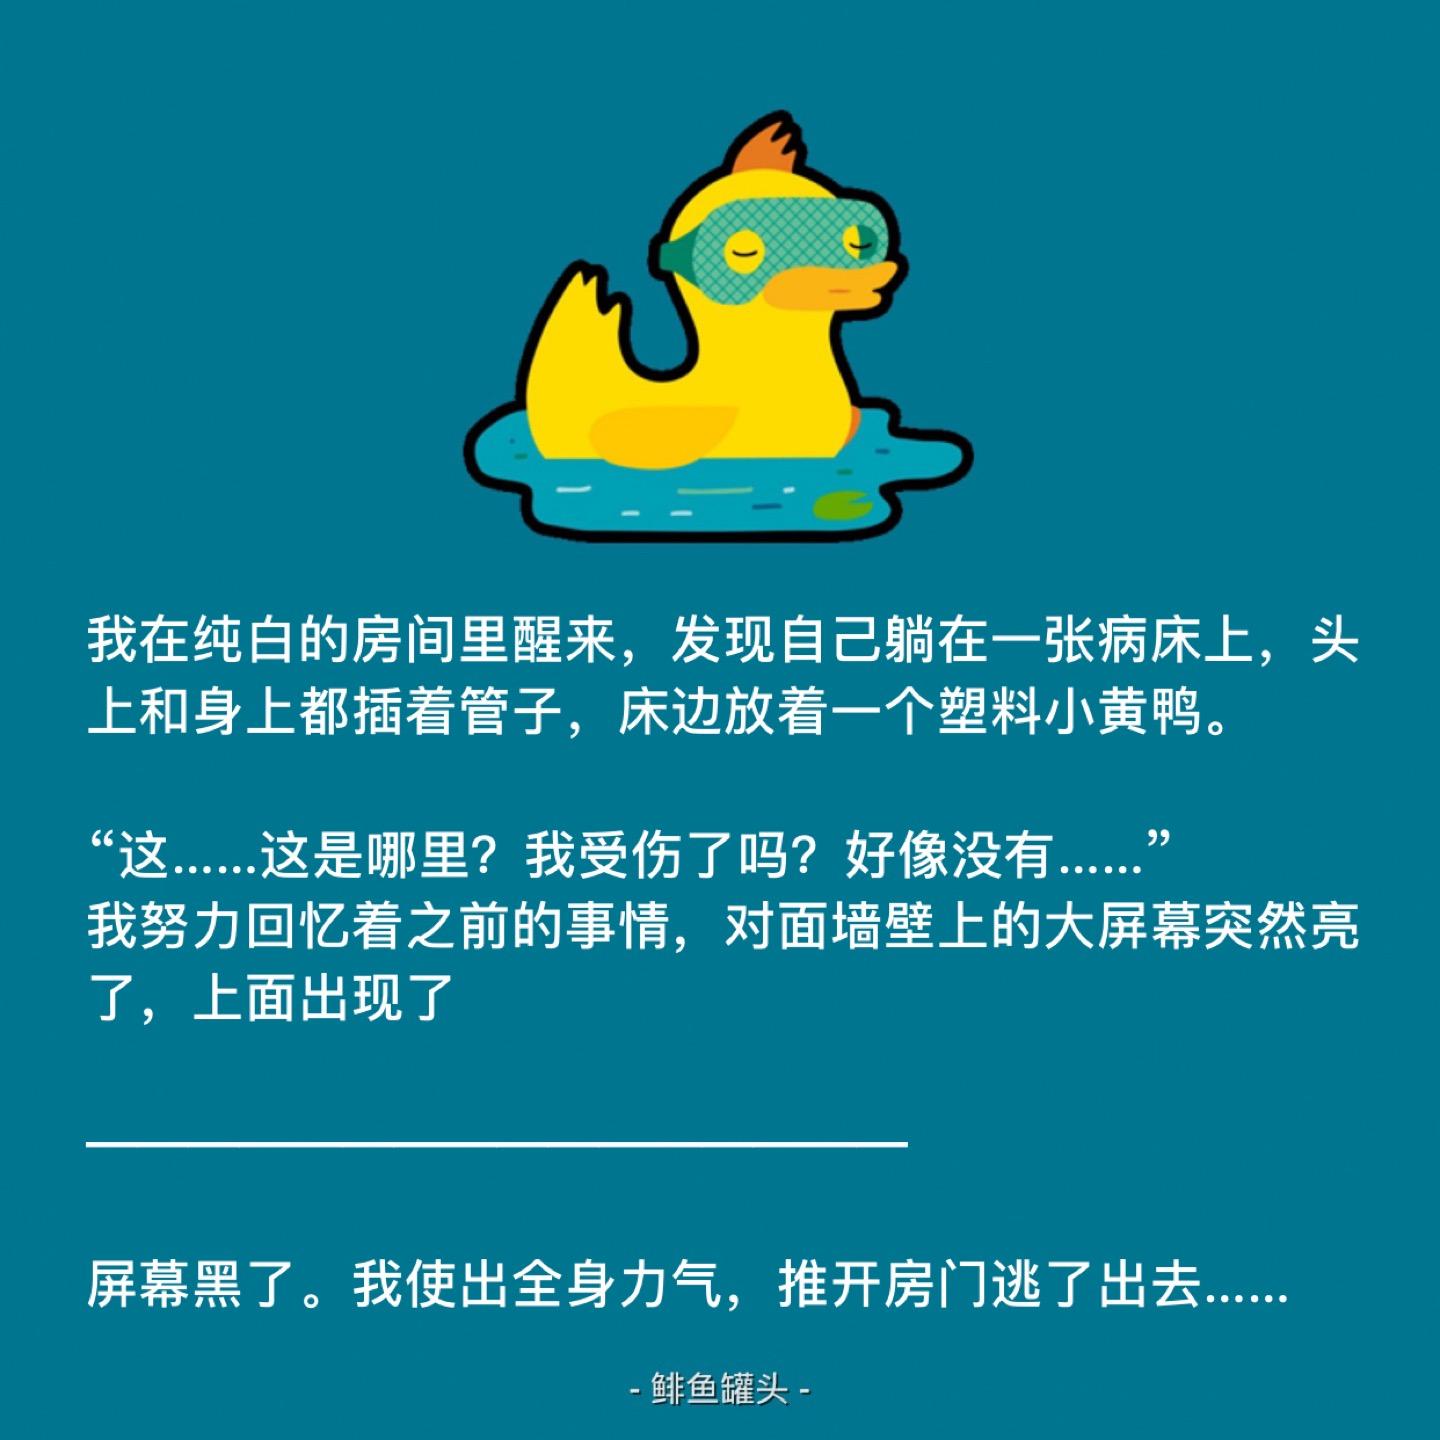 我在纯白的房间里醒来，发现自己躺在一张病床上，头
上和身上都插着管子，床边放着一个塑料小黄鸭。
“这……这是哪里？我受伤了吗？好像没有……”
我努力回忆着之前的事情，对面墙壁上的大屏幕突然亮
了，上面出现了
屏幕黑了。我使出全身力气，推开房门逃了出去……
- 鲱鱼罐头 -